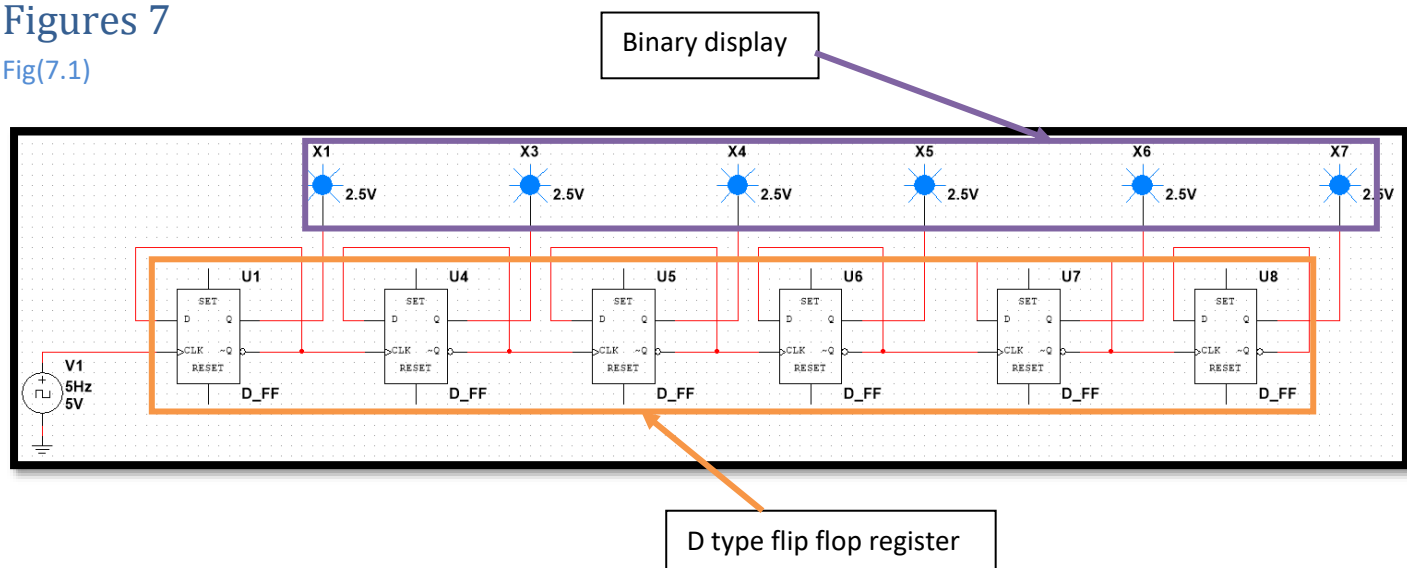 Figures 7
Fig(7.1)
Binary display
X1 X3 X4 X5 X6 X7
2.5V 2.5V 2.5V 2.5V 2.5V 2.5V
U1 U4 U5 U6 U7 U8
SET SET SET SET SET SET
D Q D Q D Q D Q D Q D Q
CLK ~Q CLK ~Q CLK ~Q CLK ~Q CLK ~Q CLK ~Q
RESET RESET RESET RESET RESET RESET
V1
5Hz
5V
D_FF D_FF D_FF D_FF D_FF D_FF
D type flip flop register